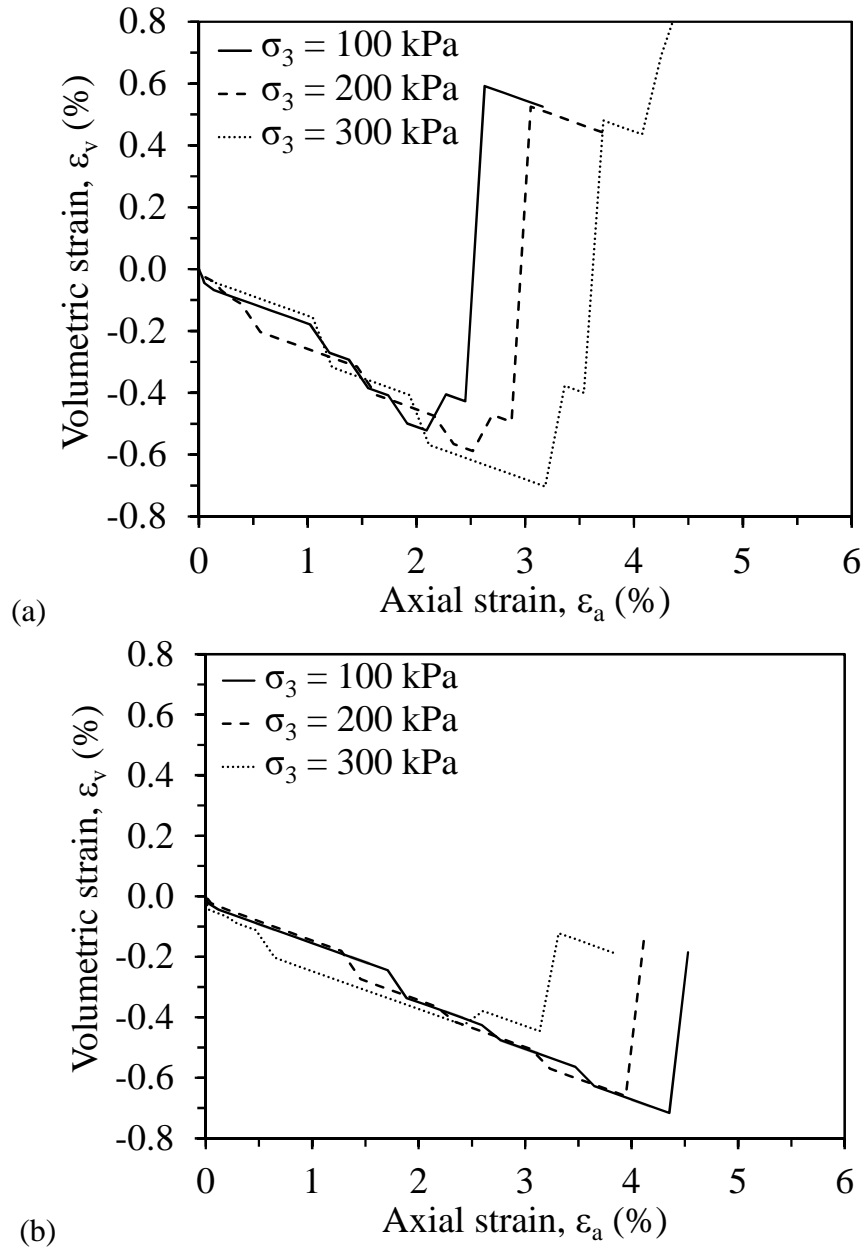 0.8
0.6
0.4
0.2
0.0
-0.2
-0.4
-0.6
-0.8
Volumetric strain, εv (%)
σ3 = 100 kPa
σ3 = 200 kPa
σ3 = 300 kPa
0 1 2 3 4 5 6
Axial strain, εa (%)
(a)
0.8
0.6
0.4
0.2
0.0
-0.2
-0.4
-0.6
-0.8
Volumetric strain, εv (%)
σ3 = 100 kPa
σ3 = 200 kPa
σ3 = 300 kPa
0 1 2 3 4 5 6
Axial strain, εa (%)
(b)